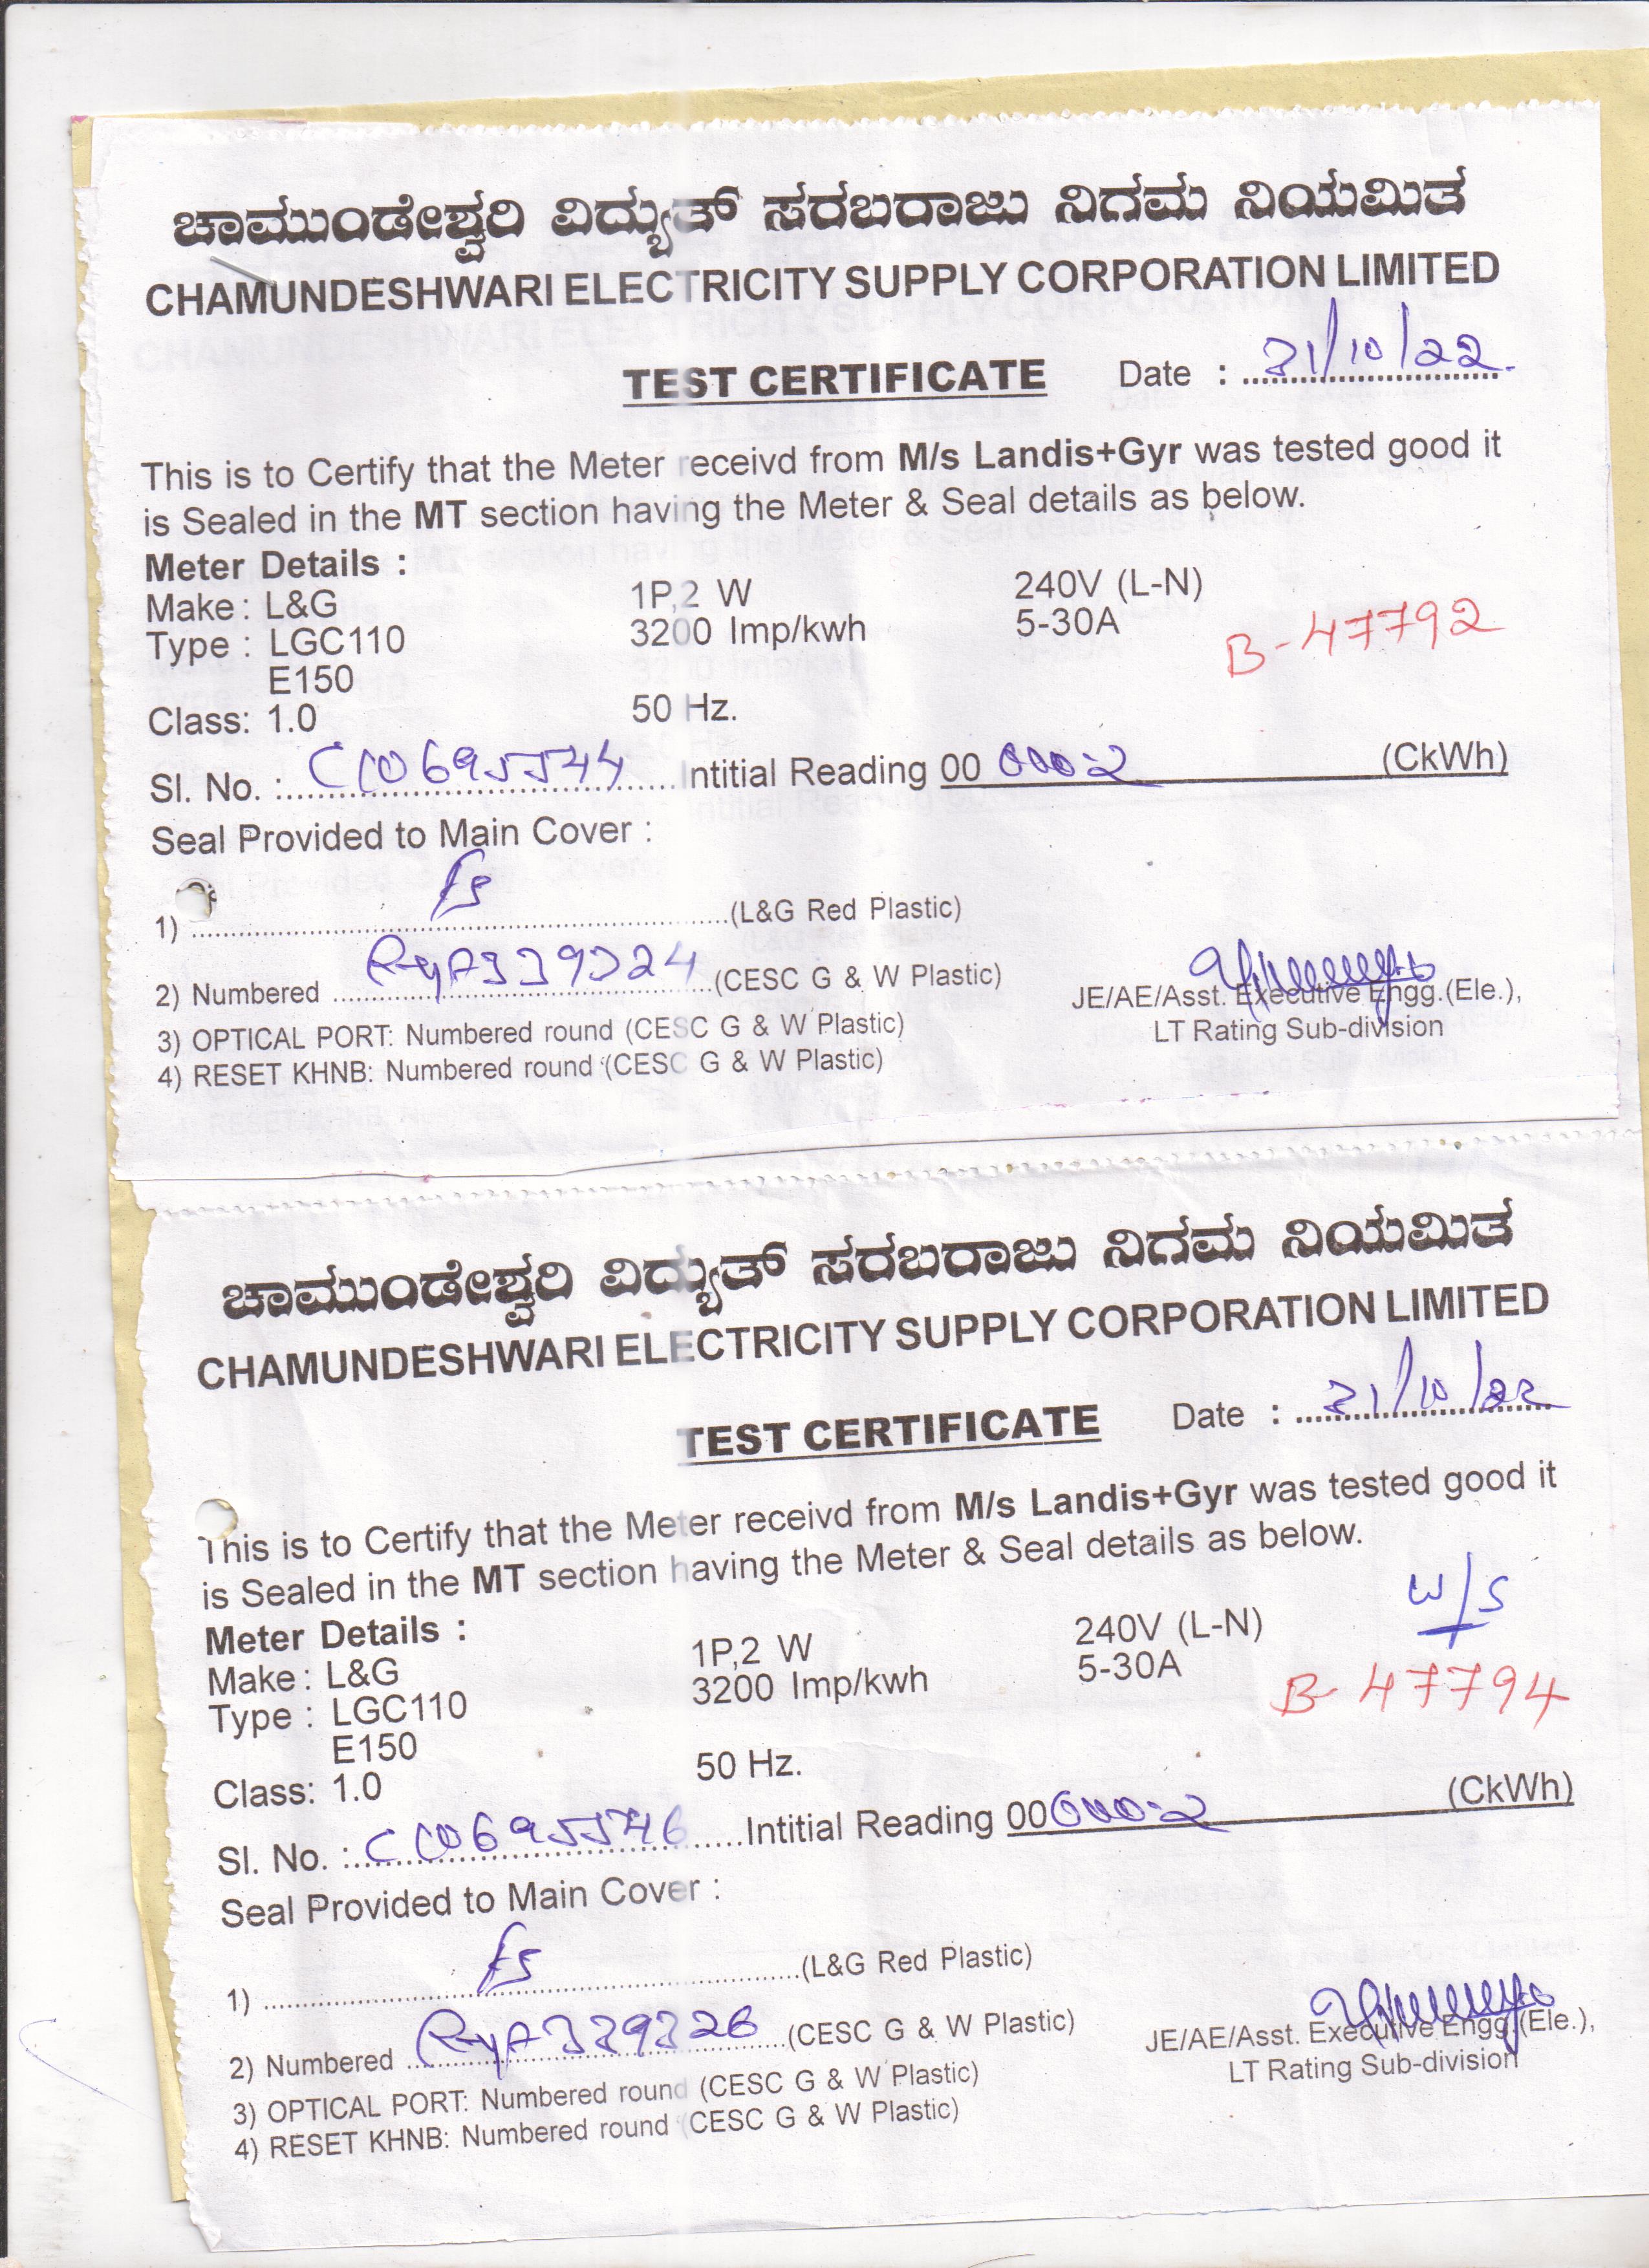 ಚಾಮುಂಡೇಶ್ವರಿ ವಿದ್ಯುತ್ ಸರಬರಾಜು ನಿಗಮ ನಿಯಮಿತ
CHAMUNDESHWARI ELECTRICITY SUPPLY CORPORATION LIMITED
TEST CERTIFICATE Date : 31/10/22
This is to Certify that the Meter receivd from M/s Landis+Gyr was tested good it
is Sealed in the MT section having the Meter & Seal details as below.
Meter Details :
Make : L&G 1P,2 W 240V (L-N)
Type : LGC110 3200 Imp/kwh 5-30A B-47792
E150
Class: 1.0 50 Hz.
Sl. No. : Intitial Reading 00 000.2 (CkWh)
Seal Provided to Main Cover :
1) (L&G Red Plastic)
2) Numbered (CESC G & W Plastic)
JE/AE/Asst. Executive Engg.(Ele.),
3) OPTICAL PORT: Numbered round (CESC G & W Plastic) LT Rating Sub-division
4) RESET KHNB: Numbered round (CESC G & W Plastic)
ಚಾಮುಂಡೇಶ್ವರಿ ವಿದ್ಯುತ್ ಸರಬರಾಜು ನಿಗಮ ನಿಯಮಿತ
CHAMUNDESHWARI ELECTRICITY SUPPLY CORPORATION LIMITED
TEST CERTIFICATE Date : 31/10/22
This is to Certify that the Meter receivd from M/s Landis+Gyr was tested good it
is Sealed in the MT section having the Meter & Seal details as below.
W/S
Meter Details :
Make : L&G 1P,2 W 240V (L-N)
Type : LGC110 3200 Imp/kwh 5-30A B-47794
E150
Class: 1.0 50 Hz.
Sl. No. : Intitial Reading 00 000.2 (CkWh)
Seal Provided to Main Cover :
1) (L&G Red Plastic)
2) Numbered (CESC G & W Plastic)
JE/AE/Asst. Executive Engg.(Ele.),
3) OPTICAL PORT: Numbered round (CESC G & W Plastic) LT Rating Sub-division
4) RESET KHNB: Numbered round (CESC G & W Plastic)